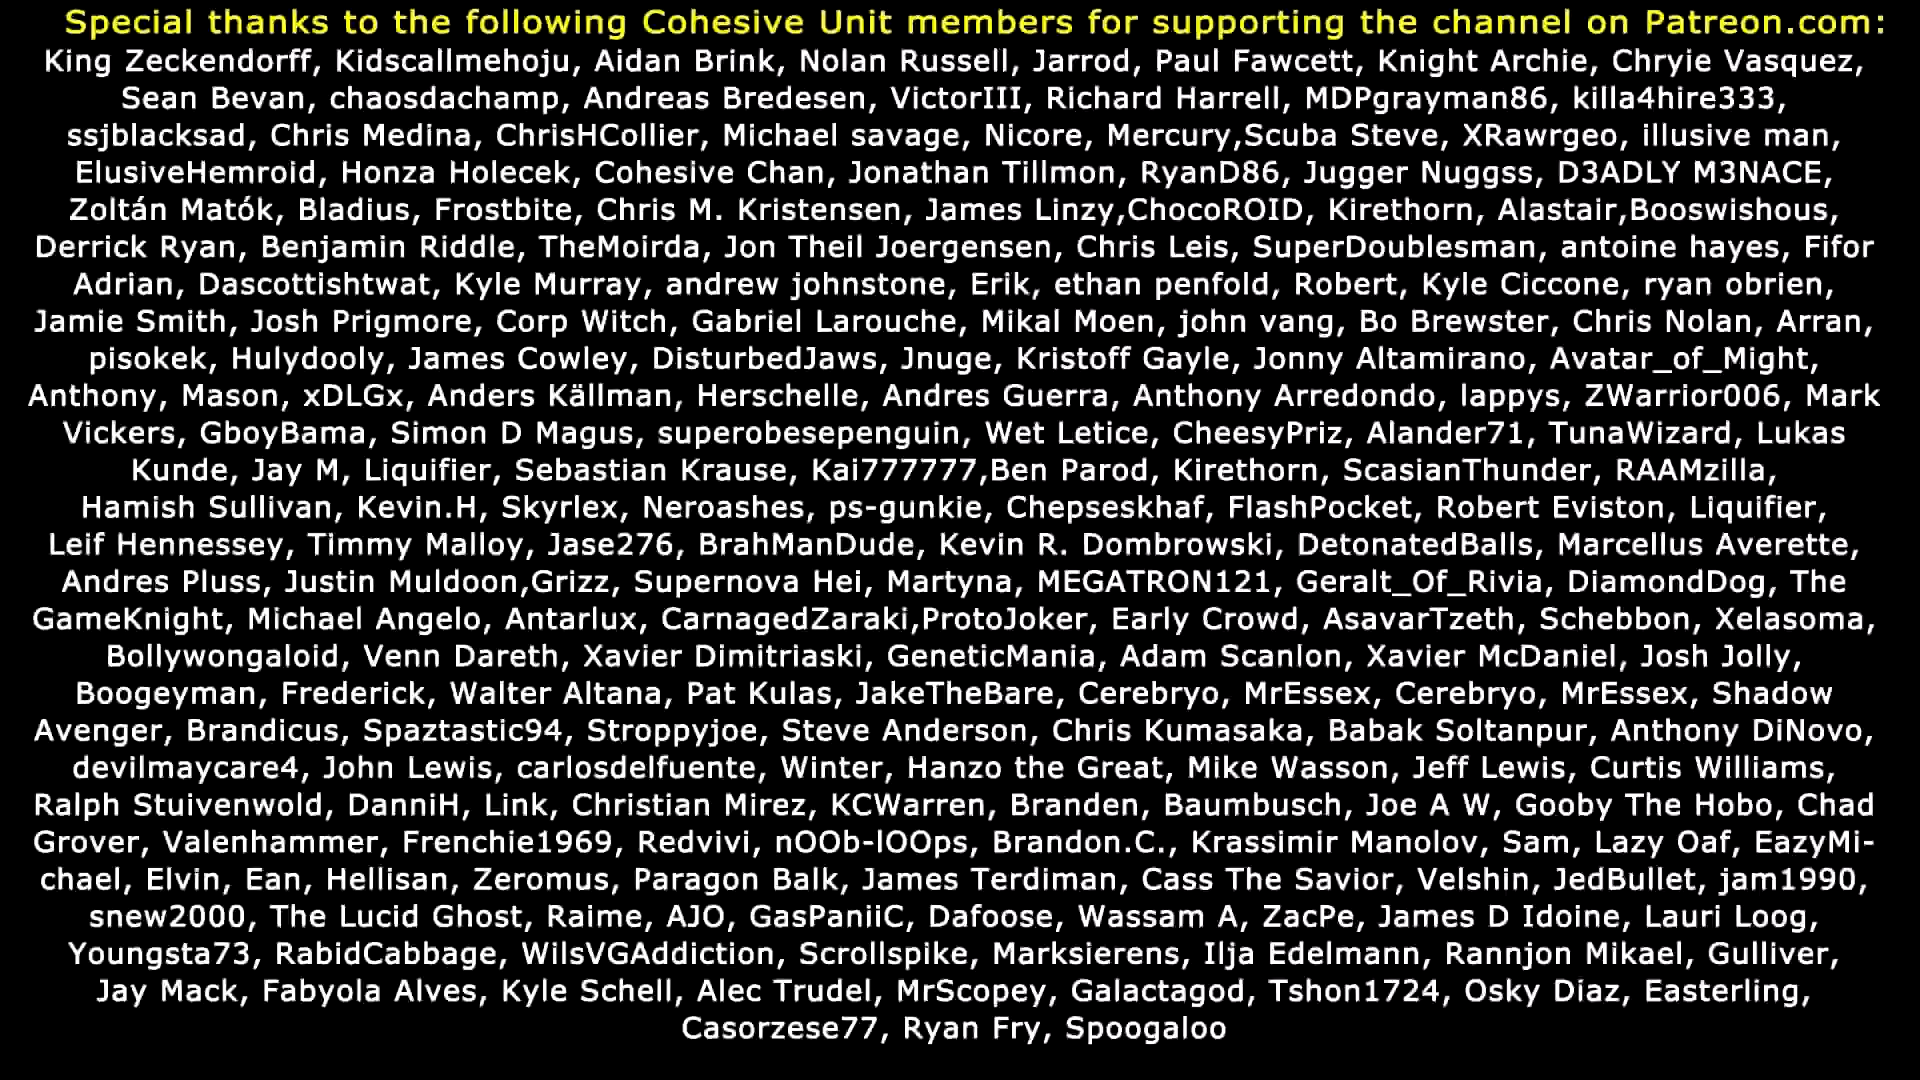 Special thanks to the following Cohesive Unit members for supporting the channel on Patreon.com:
King Zeckendorff, Kidscallmehoju, Aidan Brink, Nolan Russell, Jarrod, Paul Fawcett, Knight Archie, Chryie Vasquez,
Sean Bevan, chaosdachamp, Andreas Bredesen, VictorIII, Richard Harrell, MDPgrayman86, killa4hire333,
ssjblacksad, Chris Medina, ChrisHCollier, Michael savage, Nicore, Mercury,Scuba Steve, XRawrgeo, illusive man,
ElusiveHemroid, Honza Holecek, Cohesive Chan, Jonathan Tillmon, RyanD86, Jugger Nuggss, D3ADLY M3NACE,
Zoltán Matók, Bladius, Frostbite, Chris M. Kristensen, James Linzy,ChocoROID, Kirethorn, Alastair,Booswishous,
Derrick Ryan, Benjamin Riddle, TheMoirda, Jon Theil Joergensen, Chris Leis, SuperDoublesman, antoine hayes, Fifor
Adrian, Dascottishtwat, Kyle Murray, andrew johnstone, Erik, ethan penfold, Robert, Kyle Ciccone, ryan obrien,
Jamie Smith, Josh Prigmore, Corp Witch, Gabriel Larouche, Mikal Moen, john vang, Bo Brewster, Chris Nolan, Arran,
pisokek, Hulydooly, James Cowley, DisturbedJaws, Jnuge, Kristoff Gayle, Jonny Altamirano, Avatar_of_Might,
Anthony, Mason, xDLGx, Anders Källman, Herschelle, Andres Guerra, Anthony Arredondo, lappys, ZWarrior006, Mark
Vickers, GboyBama, Simon D Magus, superobesepenguin, Wet Letice, CheesyPriz, Alander71, TunaWizard, Lukas
Kunde, Jay M, Liquifier, Sebastian Krause, Kai777777,Ben Parod, Kirethorn, ScasianThunder, RAAMzilla,
Hamish Sullivan, Kevin.H, Skyrlex, Neroashes, ps-gunkie, Chepseskhaf, FlashPocket, Robert Eviston, Liquifier,
Leif Hennessey, Timmy Malloy, Jase276, BrahManDude, Kevin R. Dombrowski, DetonatedBalls, Marcellus Averette,
Andres Pluss, Justin Muldoon,Grizz, Supernova Hei, Martyna, MEGATRON121, Geralt_Of_Rivia, DiamondDog, The
GameKnight, Michael Angelo, Antarlux, CarnagedZaraki,ProtoJoker, Early Crowd, AsavarTzeth, Schebbon, Xelasoma,
Bollywongaloid, Venn Dareth, Xavier Dimitriaski, GeneticMania, Adam Scanlon, Xavier McDaniel, Josh Jolly,
Boogeyman, Frederick, Walter Altana, Pat Kulas, JakeTheBare, Cerebryo, MrEssex, Cerebryo, MrEssex, Shadow
Avenger, Brandicus, Spaztastic94, Stroppyjoe, Steve Anderson, Chris Kumasaka, Babak Soltanpur, Anthony DiNovo,
devilmaycare4, John Lewis, carlosdelfuente, Winter, Hanzo the Great, Mike Wasson, Jeff Lewis, Curtis Williams,
Ralph Stuivenwold, DanniH, Link, Christian Mirez, KCWarren, Branden, Baumbusch, Joe A W, Gooby The Hobo, Chad
Grover, Valenhammer, Frenchie1969, Redvivi, nOOb-lOOps, Brandon.C., Krassimir Manolov, Sam, Lazy Oaf, EazyMi-
chael, Elvin, Ean, Hellisan, Zeromus, Paragon Balk, James Terdiman, Cass The Savior, Velshin, JedBullet, jam1990,
snew2000, The Lucid Ghost, Raime, AJO, GasPaniiC, Dafoose, Wassam A, ZacPe, James D Idoine, Lauri Loog,
Youngsta73, RabidCabbage, WilsVGAddiction, Scrollspike, Marksierens, Ilja Edelmann, Rannjon Mikael, Gulliver,
Jay Mack, Fabyola Alves, Kyle Schell, Alec Trudel, MrScopey, Galactagod, Tshon1724, Osky Diaz, Easterling,
Casorzese77, Ryan Fry, Spoogaloo